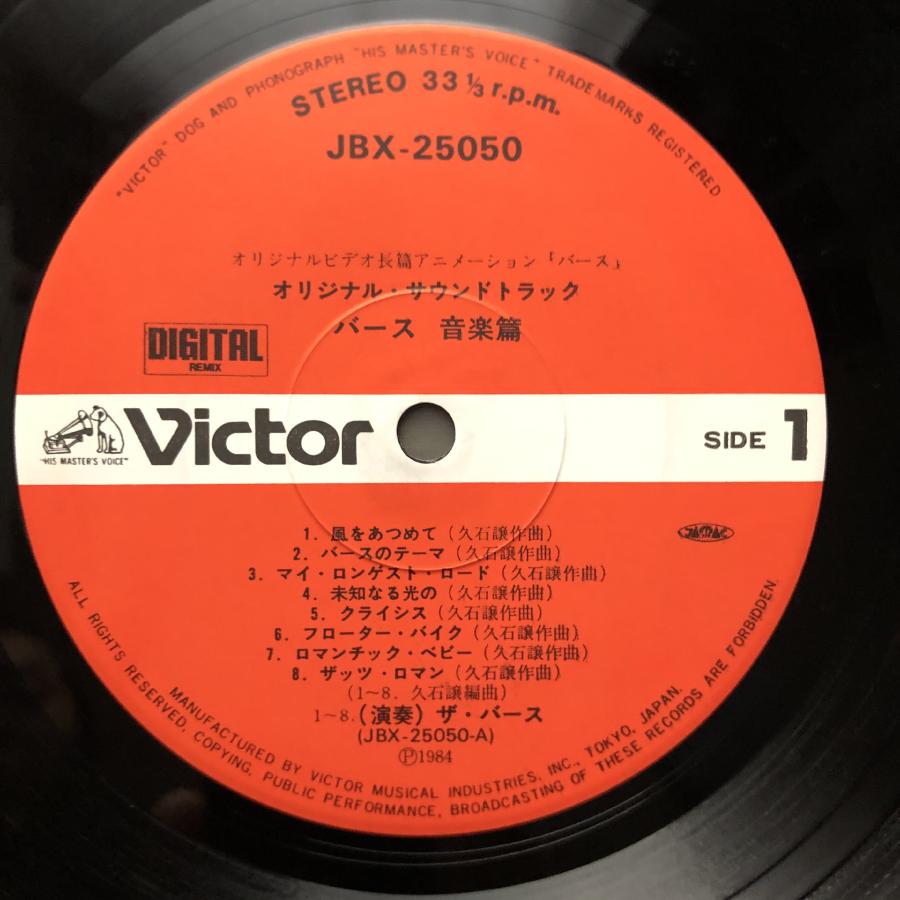 "VICTOR" DOG AND PHONOGRAPH "HIS MASTER'S VOICE" TRADE MARKS REGISTERED
STEREO 33 ⅓ r.p.m.
JBX-25050
オリジナルビデオ長篇アニメーション『バース』
オリジナル・サウンドトラック
バース 音楽篇
DIGITAL
REMIX
"HIS MASTER'S VOICE"
Victor
SIDE 1
1. 風をあつめて (久石譲作曲)
2. バースのテーマ (久石譲作曲)
3. マイ・ロンゲスト・ロード (久石譲作曲)
4. 未知なる光の (久石譲作曲)
5. クライシス (久石譲作曲)
6. フローター・バイク (久石譲作曲)
7. ロマンチック・ベビー (久石譲作曲)
8. ザッツ・ロマン (久石譲作曲)
(1~8. 久石譲編曲)
1~8. (演奏) ザ・バース
(JBX-25050-A)
Ⓟ1984
JASRAC
MANUFACTURED BY VICTOR MUSICAL INDUSTRIES, INC., TOKYO, JAPAN.
ALL RIGHTS RESERVED, COPYING, PUBLIC PERFORMANCE, BROADCASTING OF THESE RECORDS ARE FORBIDDEN.